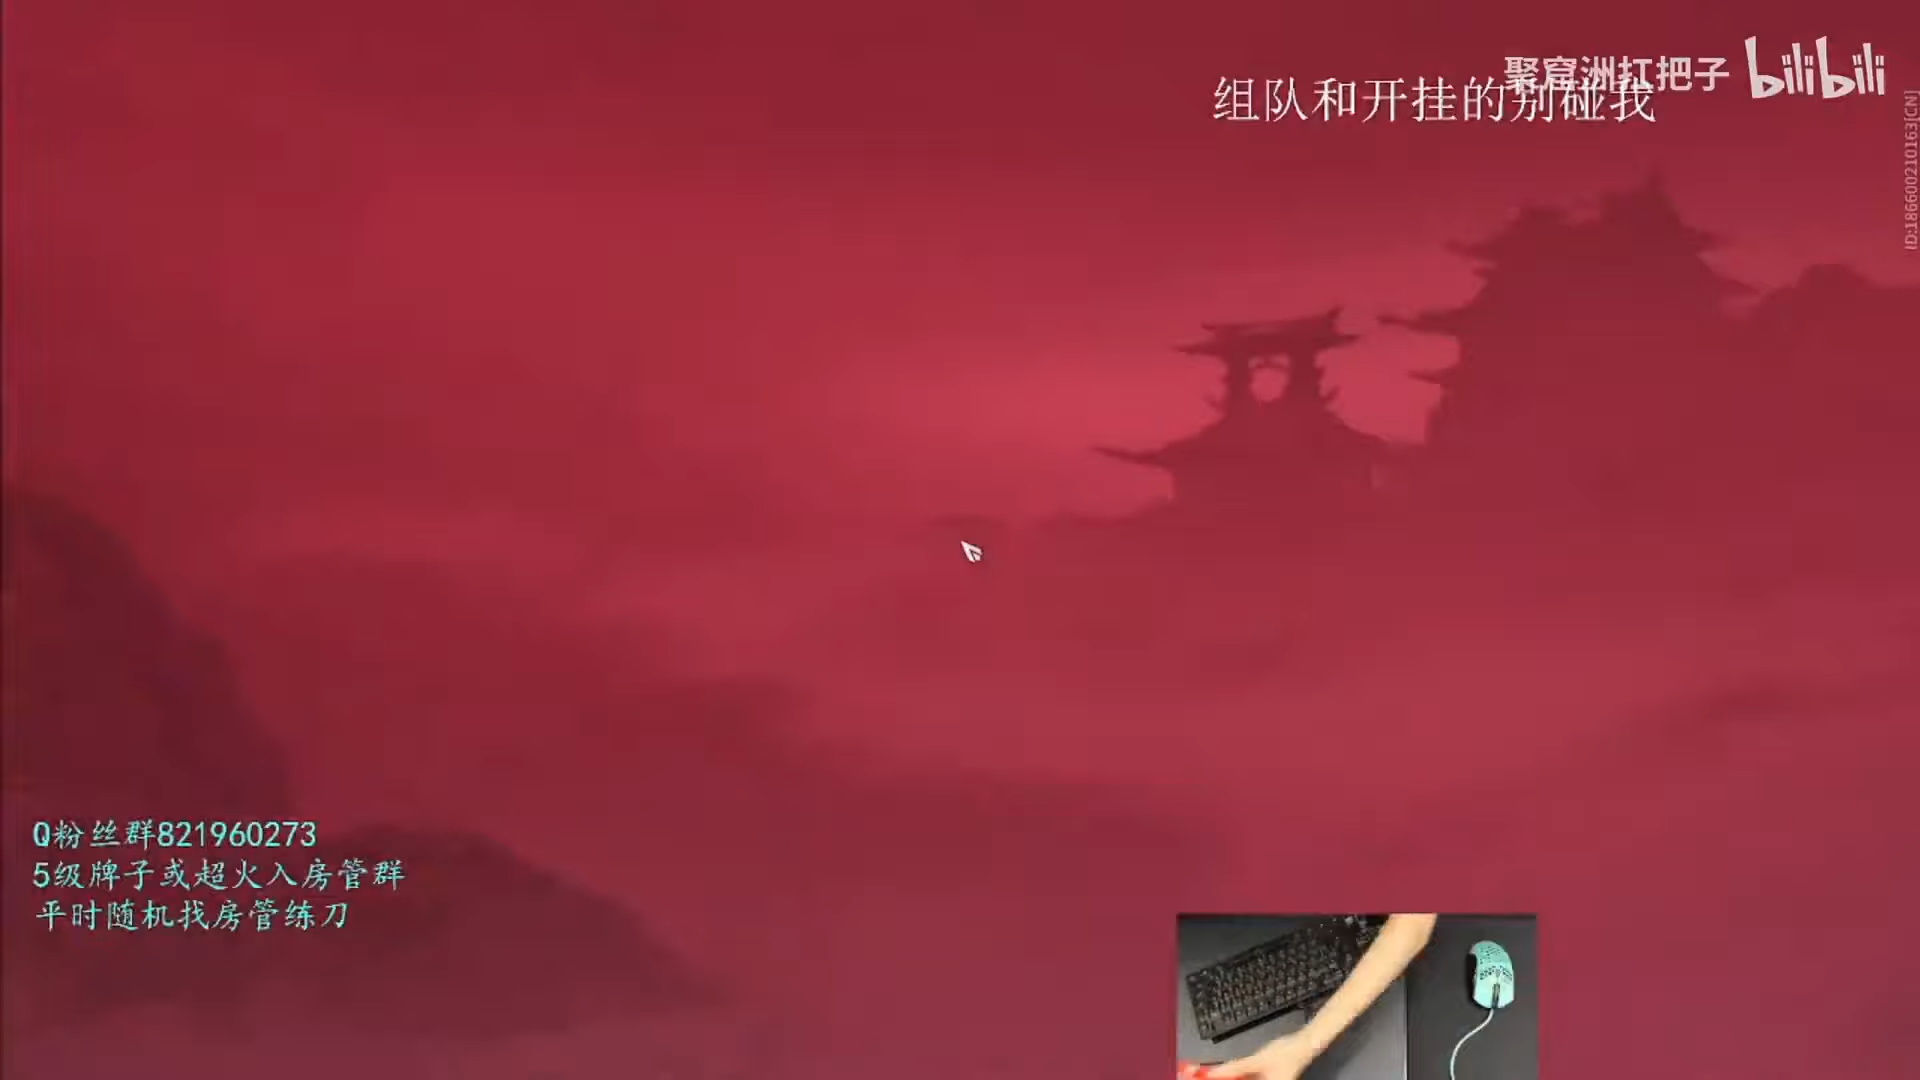 聚窟洲扛把子 bilibili
组队和开挂的别碰我
ID:186600210163[CN]
Q粉丝群821960273
5级牌子或超火入房管群
平时随机找房管练刀